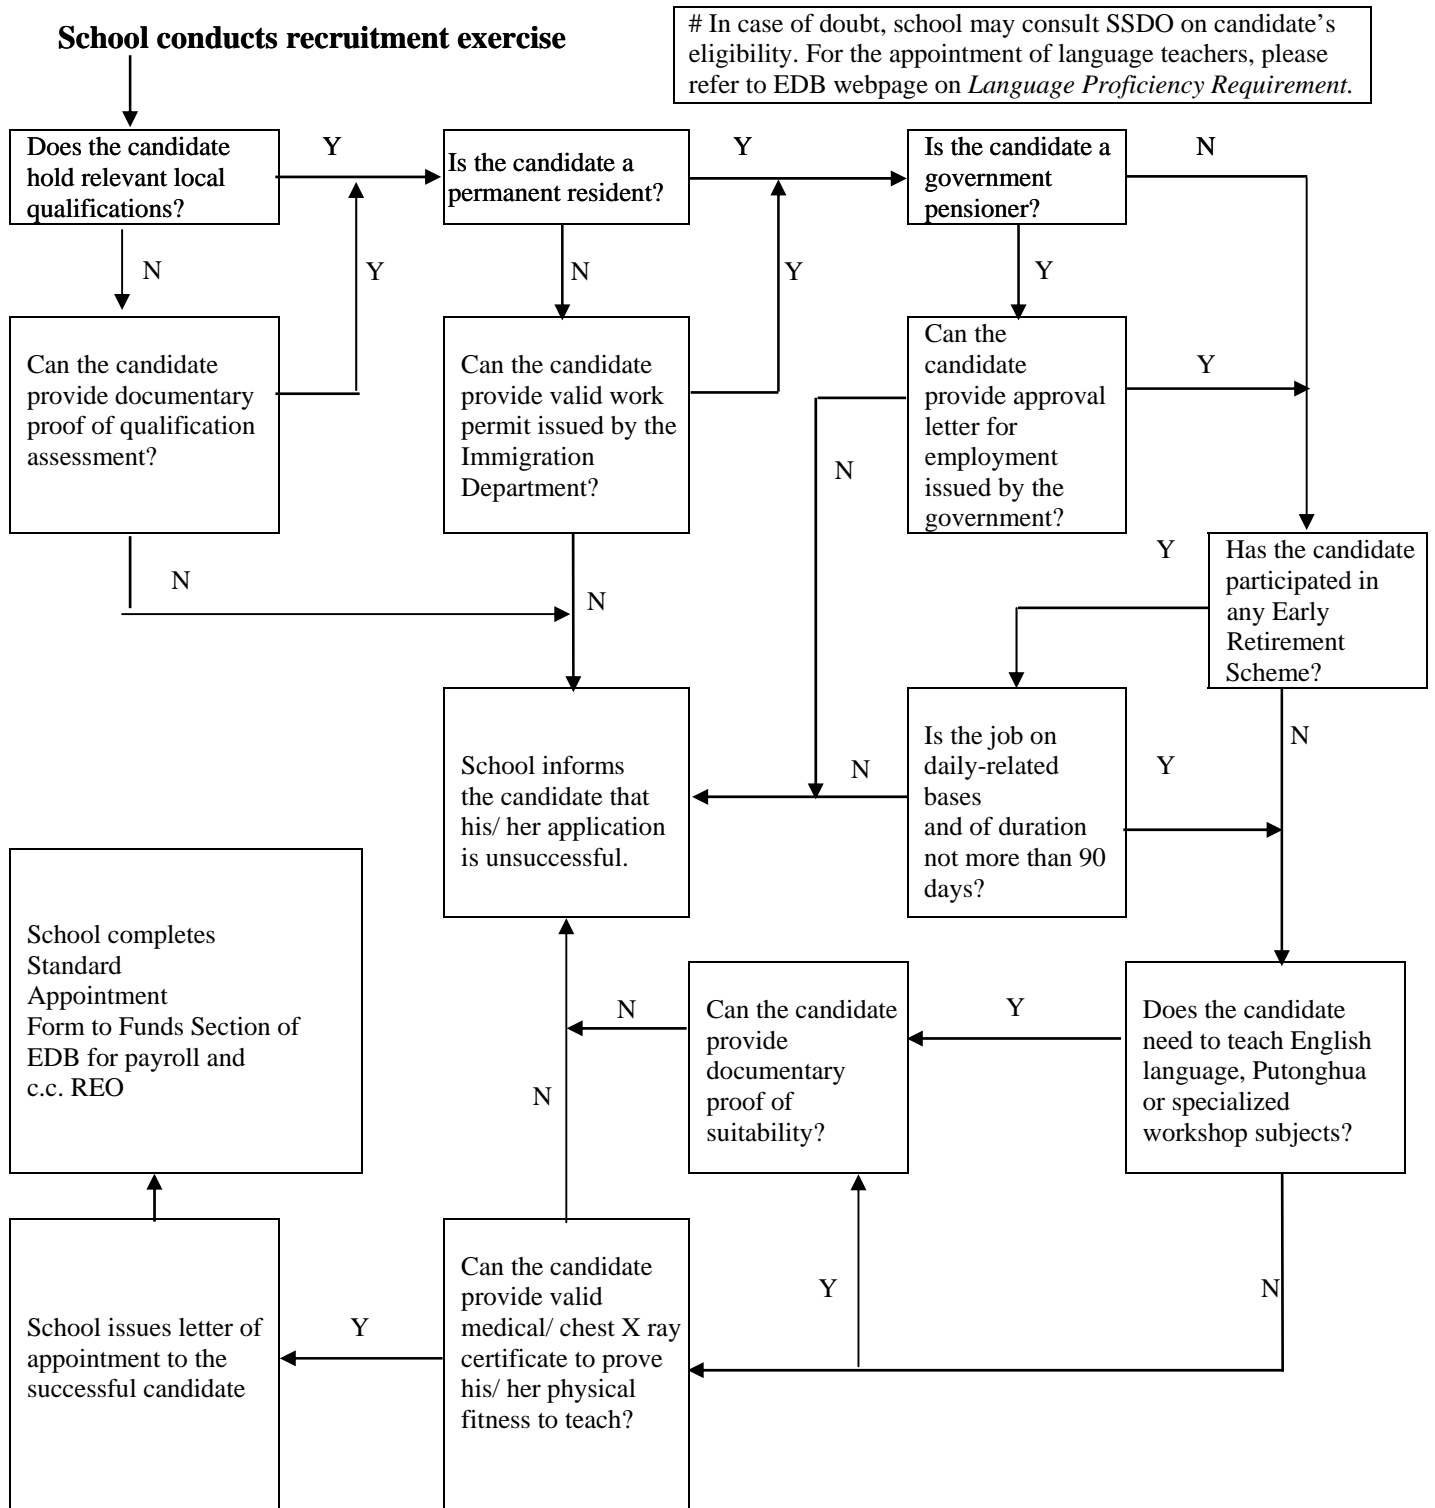 School conducts recruitment exercise
# In case of doubt, school may consult SSDO on candidate's
eligibility. For the appointment of language teachers, please
refer to EDB webpage on Language Proficiency Requirement.
Does the candidate
hold relevant local
qualifications?
Y
Is the candidate a
permanent resident?
Y
Is the candidate a
government
pensioner?
N
N
Y
N
Y
Y
Can the candidate
provide documentary
proof of qualification
assessment?
Can the candidate
provide valid work
permit issued by the
Immigration
Department?
Can the
candidate
provide approval
letter for
employment
issued by the
government?
Y
N
N
N
Y
Has the candidate
participated in
any Early
Retirement
Scheme?
School informs
the candidate that
his/ her application
is unsuccessful.
N
Is the job on
daily-related
bases
and of duration
not more than 90
days?
Y
N
School completes
Standard
Appointment
Form to Funds Section of
EDB for payroll and
c.c. REO
N
N
Can the candidate
provide
documentary
proof of
suitability?
Y
Does the candidate
need to teach English
language, Putonghua
or specialized
workshop subjects?
School issues letter of
appointment to the
successful candidate
Y
Can the candidate
provide valid
medical/ chest X ray
certificate to prove
his/ her physical
fitness to teach?
Y
N